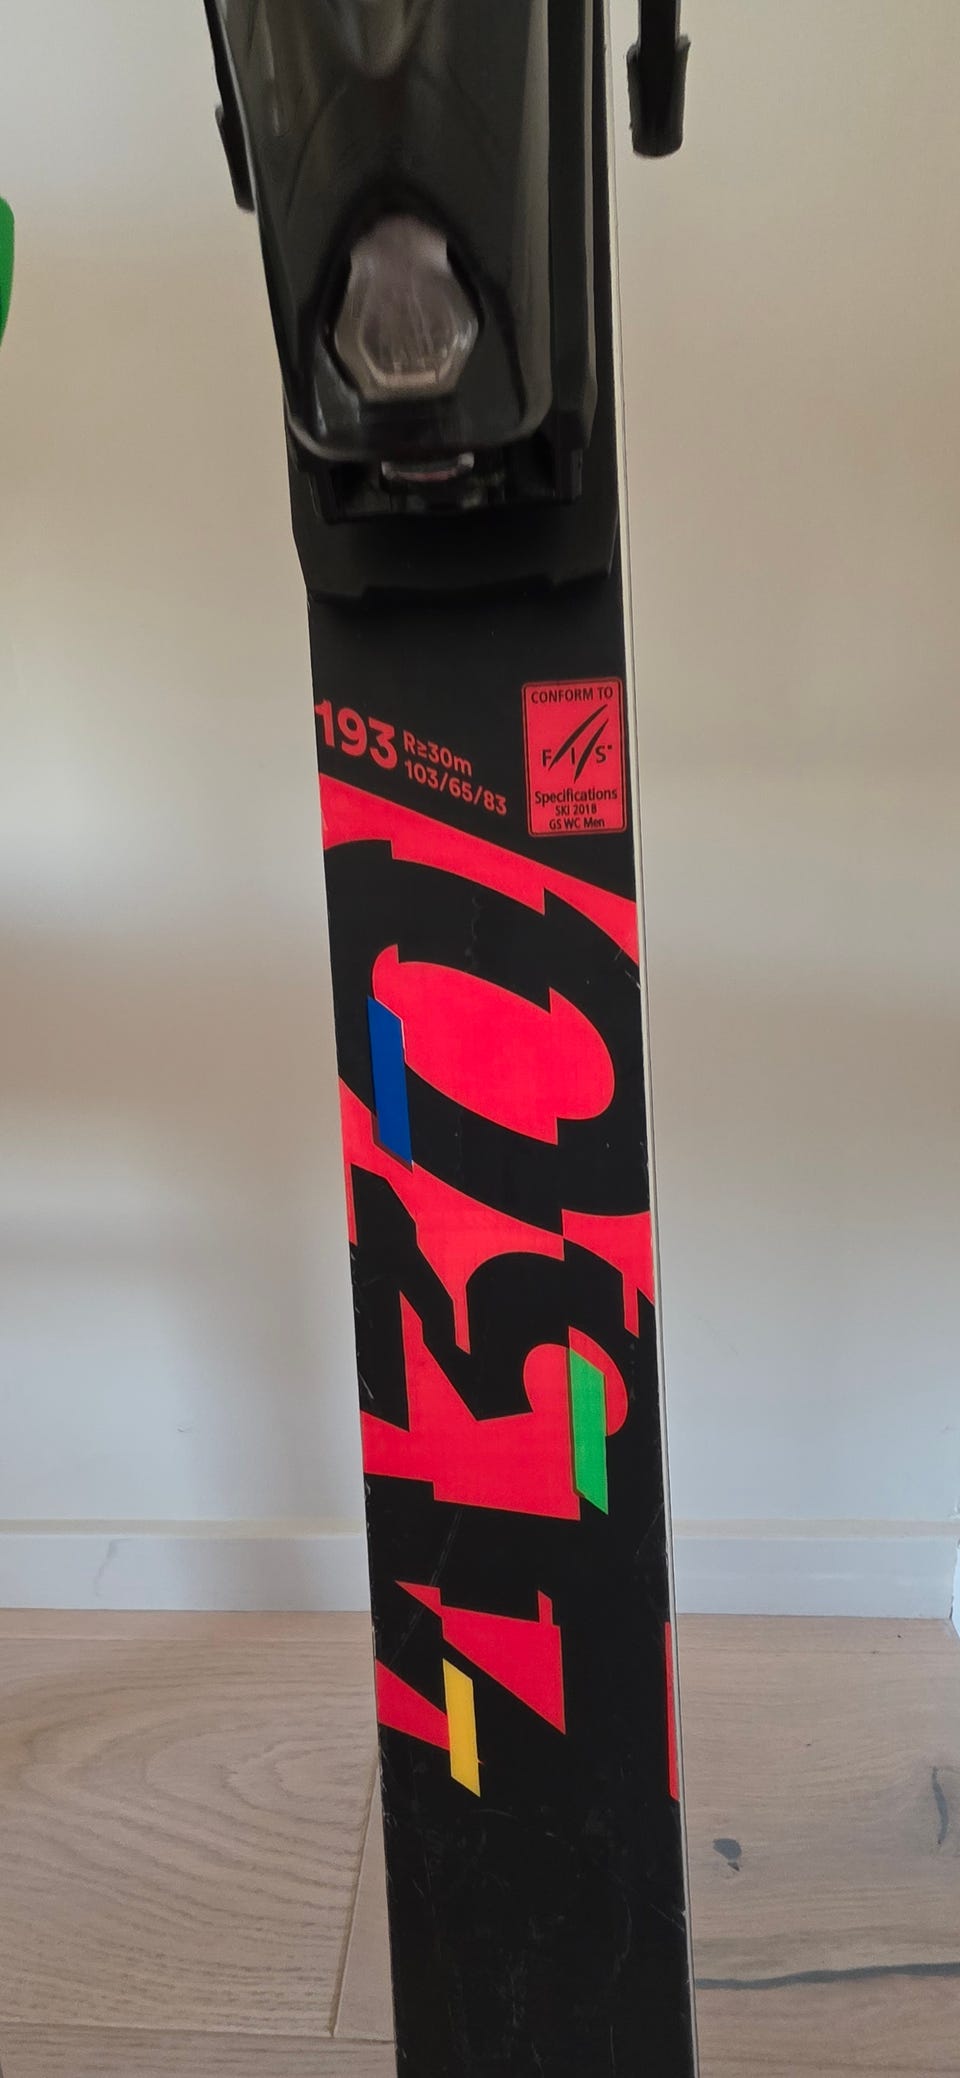 193 R≥30m
103/65/83
CONFORM TO
FIS
Specifications
SKI 2018
GS WC Men